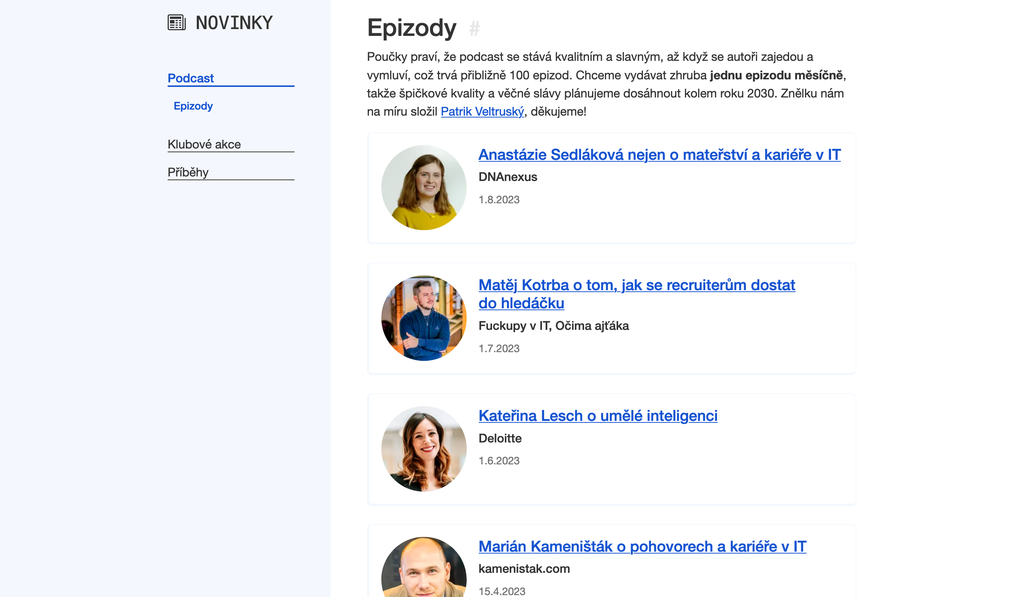 NOVINKY
Podcast
Epizody
Klubové akce
Příběhy
Epizody #
Poučky praví, že podcast se stává kvalitním a slavným, až když se autoři zajedou a
vymluví, což trvá přibližně 100 epizod. Chceme vydávat zhruba jednu epizodu měsíčně,
takže špičkové kvality a věčné slávy plánujeme dosáhnout kolem roku 2030. Znělku nám
na míru složil Patrik Veltruský, děkujeme!
Anastázie Sedláková nejen o mateřství a kariéře v IT
DNAnexus
1.8.2023
Matěj Kotrba o tom, jak se recruiterům dostat
do hledáčku
Fuckupy v IT, Očima ajťáka
1.7.2023
Kateřina Lesch o umělé inteligenci
Deloitte
1.6.2023
Marián Kameništák o pohovorech a kariéře v IT
kamenistak.com
15.4.2023